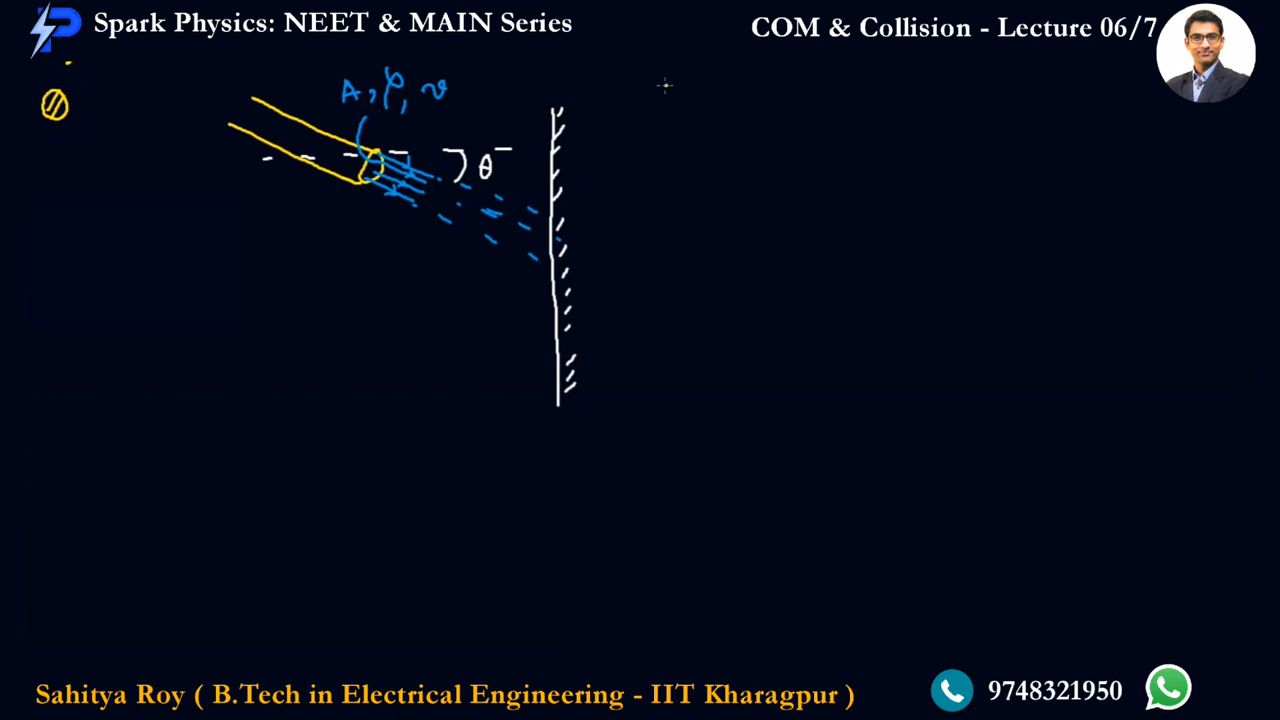 Spark Physics: NEET & MAIN Series
COM & Collision - Lecture 06/7
A, ρ, v
θ
Sahitya Roy ( B.Tech in Electrical Engineering - IIT Kharagpur )
9748321950